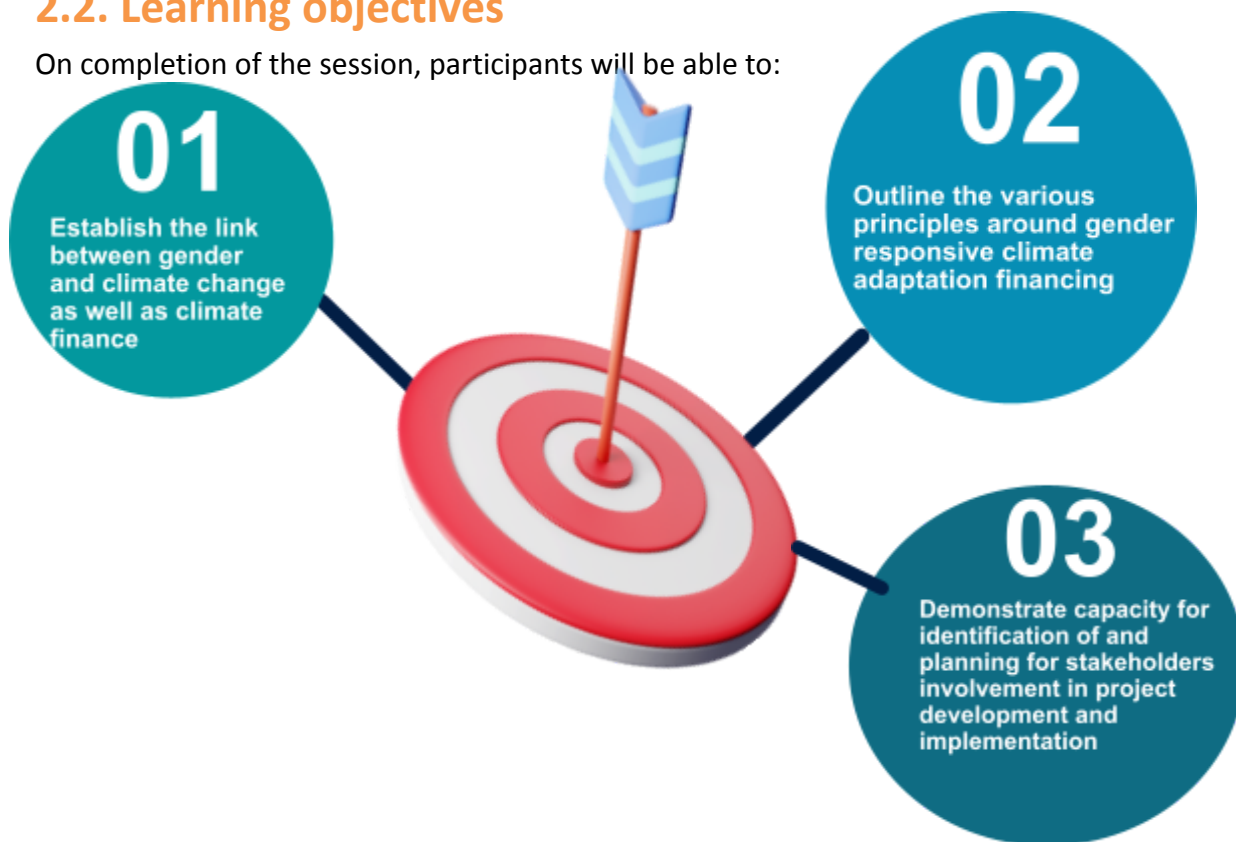 2.2. Learning objectives
On completion of the session, participants will be able to:
01
Establish the link
between gender
and climate change
as well as climate
finance
02
Outline the various
principles around gender
responsive climate
adaptation financing
03
Demonstrate capacity for
identification of and
planning for stakeholders
involvement in project
development and
implementation